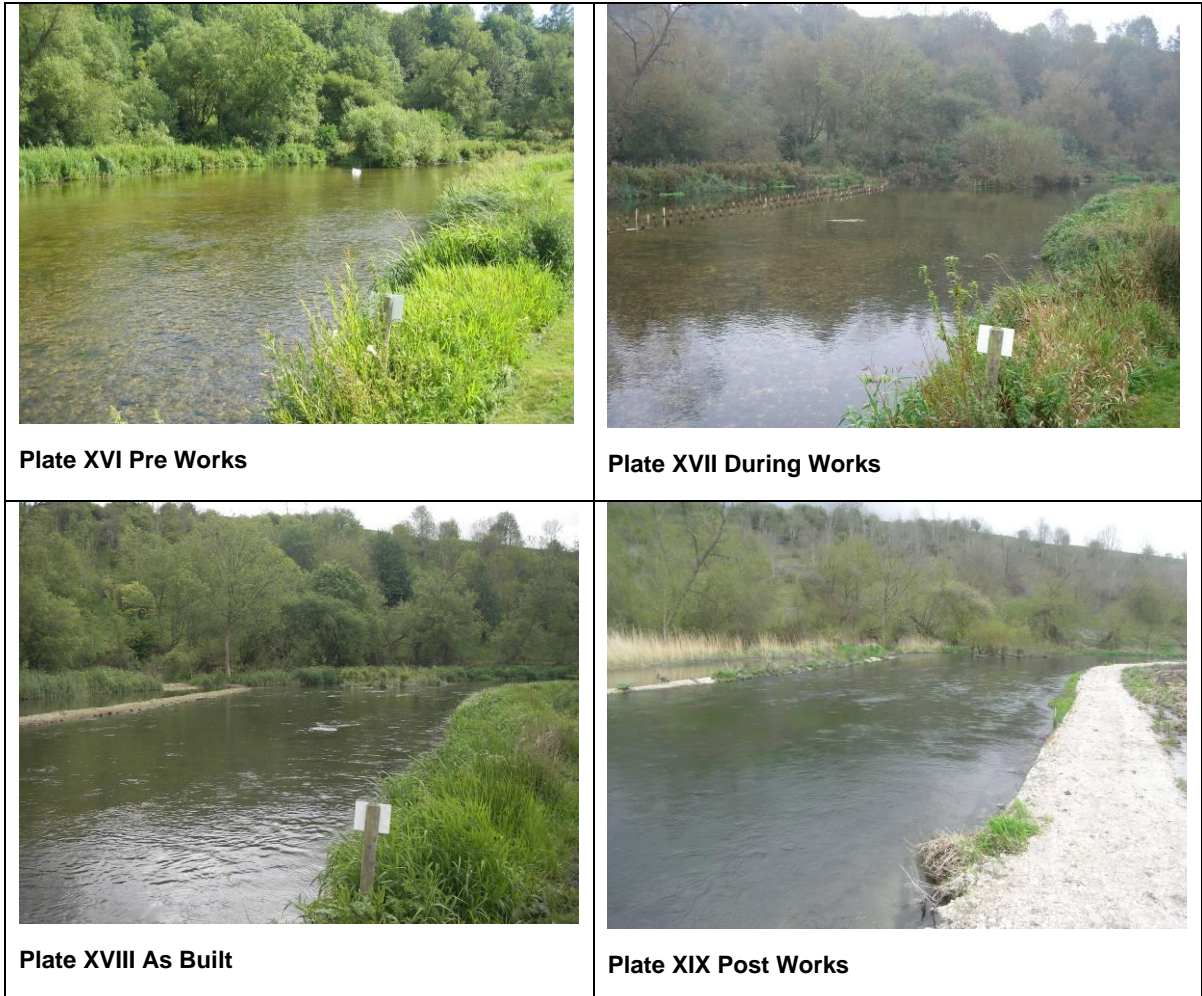 Plate XVI Pre Works
Plate XVII During Works
Plate XVIII As Built
Plate XIX Post Works